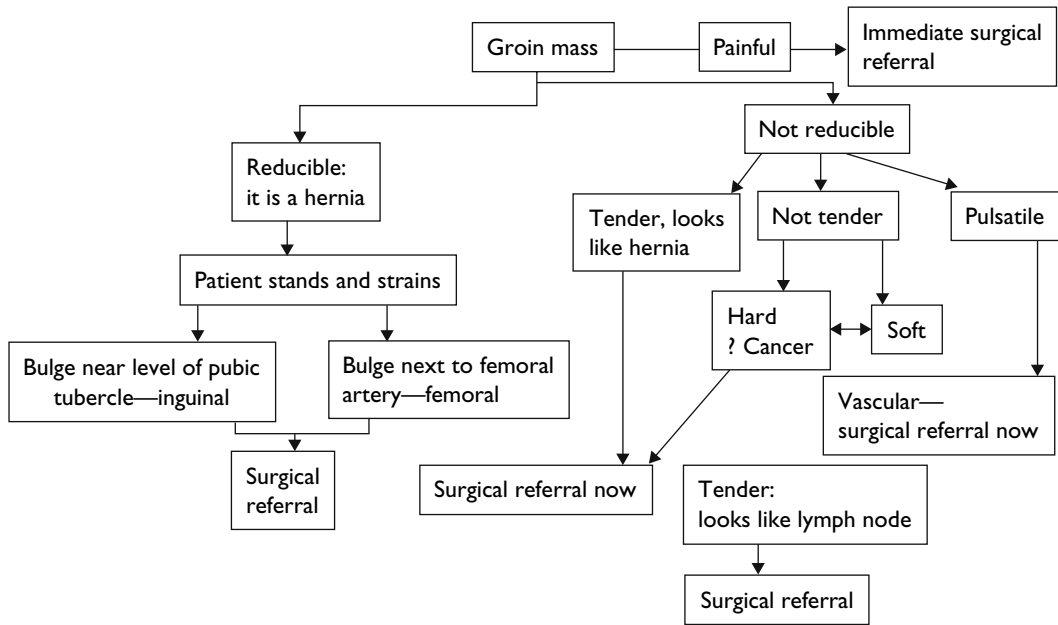 Groin mass
Painful
Immediate surgical
referral
Not reducible
Reducible:
it is a hernia
Tender, looks
like hernia
Not tender
Pulsatile
Patient stands and strains
Hard
? Cancer
Soft
Bulge near level of pubic
tubercle—inguinal
Bulge next to femoral
artery—femoral
Vascular—
surgical referral now
Surgical
referral
Surgical referral now
Tender:
looks like lymph node
Surgical referral